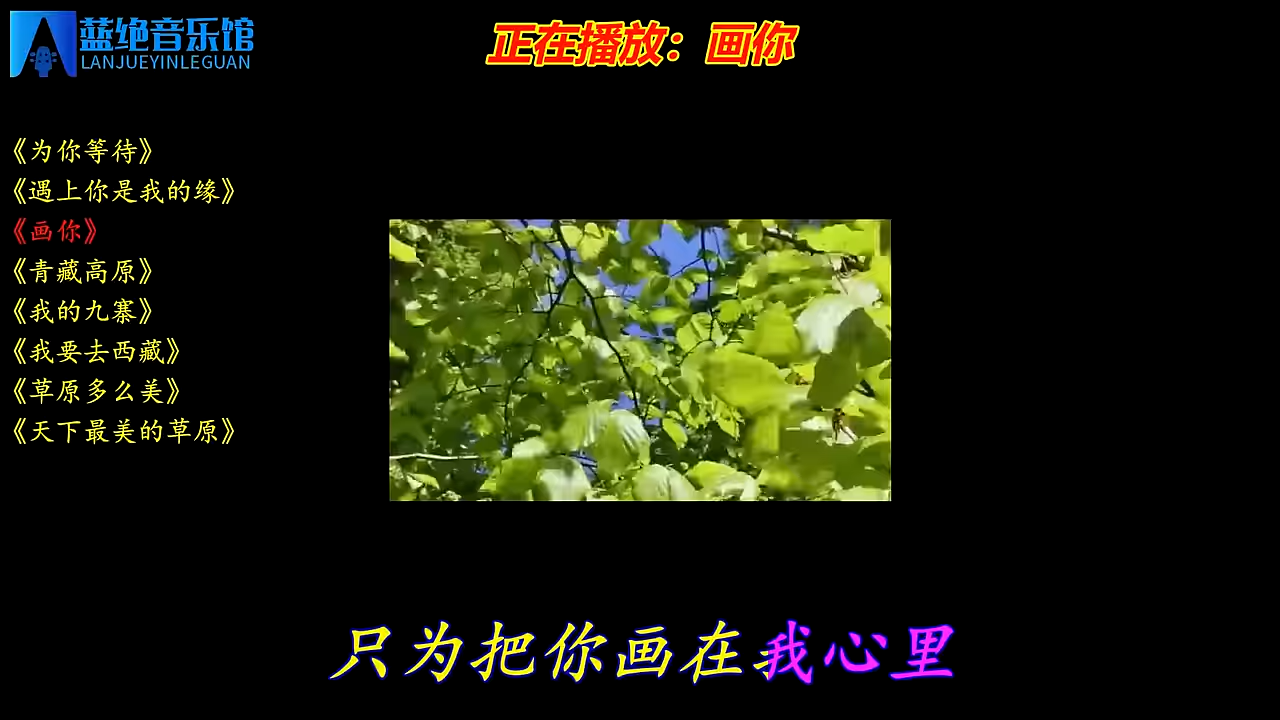 蓝绝音乐馆
LANJUEYINLEGUAN
正在播放：画你
《为你等待》
《遇上你是我的缘》
《画你》
《青藏高原》
《我的九寨》
《我要去西藏》
《草原多么美》
《天下最美的草原》
只为把你画在我心里